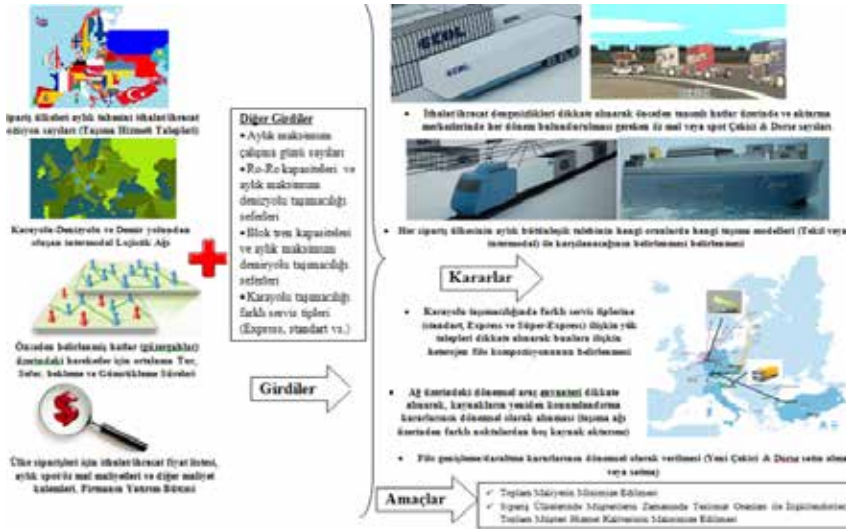 sipariş ülkeleri aylık tahmini ithalat/ihracat
pozisyon sayıları (Taşıma Hizmeti Talepleri)
Karayolu-Denizyolu ve Demir yolundan
oluşan intermodal Lojistik Ağı
Önceden belirlenmiş hatlar (güzergahlar)
üzerindeki hareketler için ortalama Tur,
Sefer, bekleme ve Gümrükleme Süreleri
$
Ülke siparişleri için ithalat/ihracat fiyat listesi,
aylık spot/öz mal maliyetleri ve diğer maliyet
kalemleri, Firmanın Yatırım Bütçesi
Diğer Girdiler
• Aylık maksimum
çalışma günü sayıları
• Ro-Ro kapasiteleri ve
aylık maksimum
denizyolu taşımacılığı
seferleri
• Blok tren kapasiteleri
ve aylık maksimum
demiryolu taşımacılığı
seferleri
• Karayolu taşımacılığı
farklı servis tipleri
(Express, standart vs.)
Girdiler
EKOL
EKOL
• İthalat/ihracat dengesizlikleri dikkate alınarak önceden tanımlı hatlar üzerinde ve aktarma
merkezlerinde her dönem bulundurulması gereken öz mal veya spot Çekici & Dorse sayıları
• Her sipariş ülkesinin aylık bütünleşik talebinin hangi oranlarda hangi taşıma modelleri (Tekil veya
intermodal) ile karşılanacağının belirlenmesi belirlenmesi
Kararlar
• Karayolu taşımacılığında farklı servis tiplerine
(standart, Express ve Süper-Express) ilişkin yük
talepleri dikkate alınarak bunlara ilişkin
heterojen filo kompozisyonunun belirlenmesi
• Ağ üzerindeki dönemsel araç envanteri dikkate
alınarak, kaynakların yeniden konumlandırma
kararlarının dönemsel olarak alınması (taşıma ağı
üzerinden farklı noktalardan boş kaynak aktarımı)
• Filo genişleme/daraltma kararlarının dönemsel olarak verilmesi (Yeni Çekici & Dorse satın alma
veya satma)
Amaçlar
✓ Toplam Maliyetin Minimize Edilmesi
✓ Sipariş Ülkelerinde Müşterilerin Zamanında Teslimat Oranları ile İlişkilendirilen
Toplam Müşteri Hizmet Kalitesinin Maksimize Edilmesi